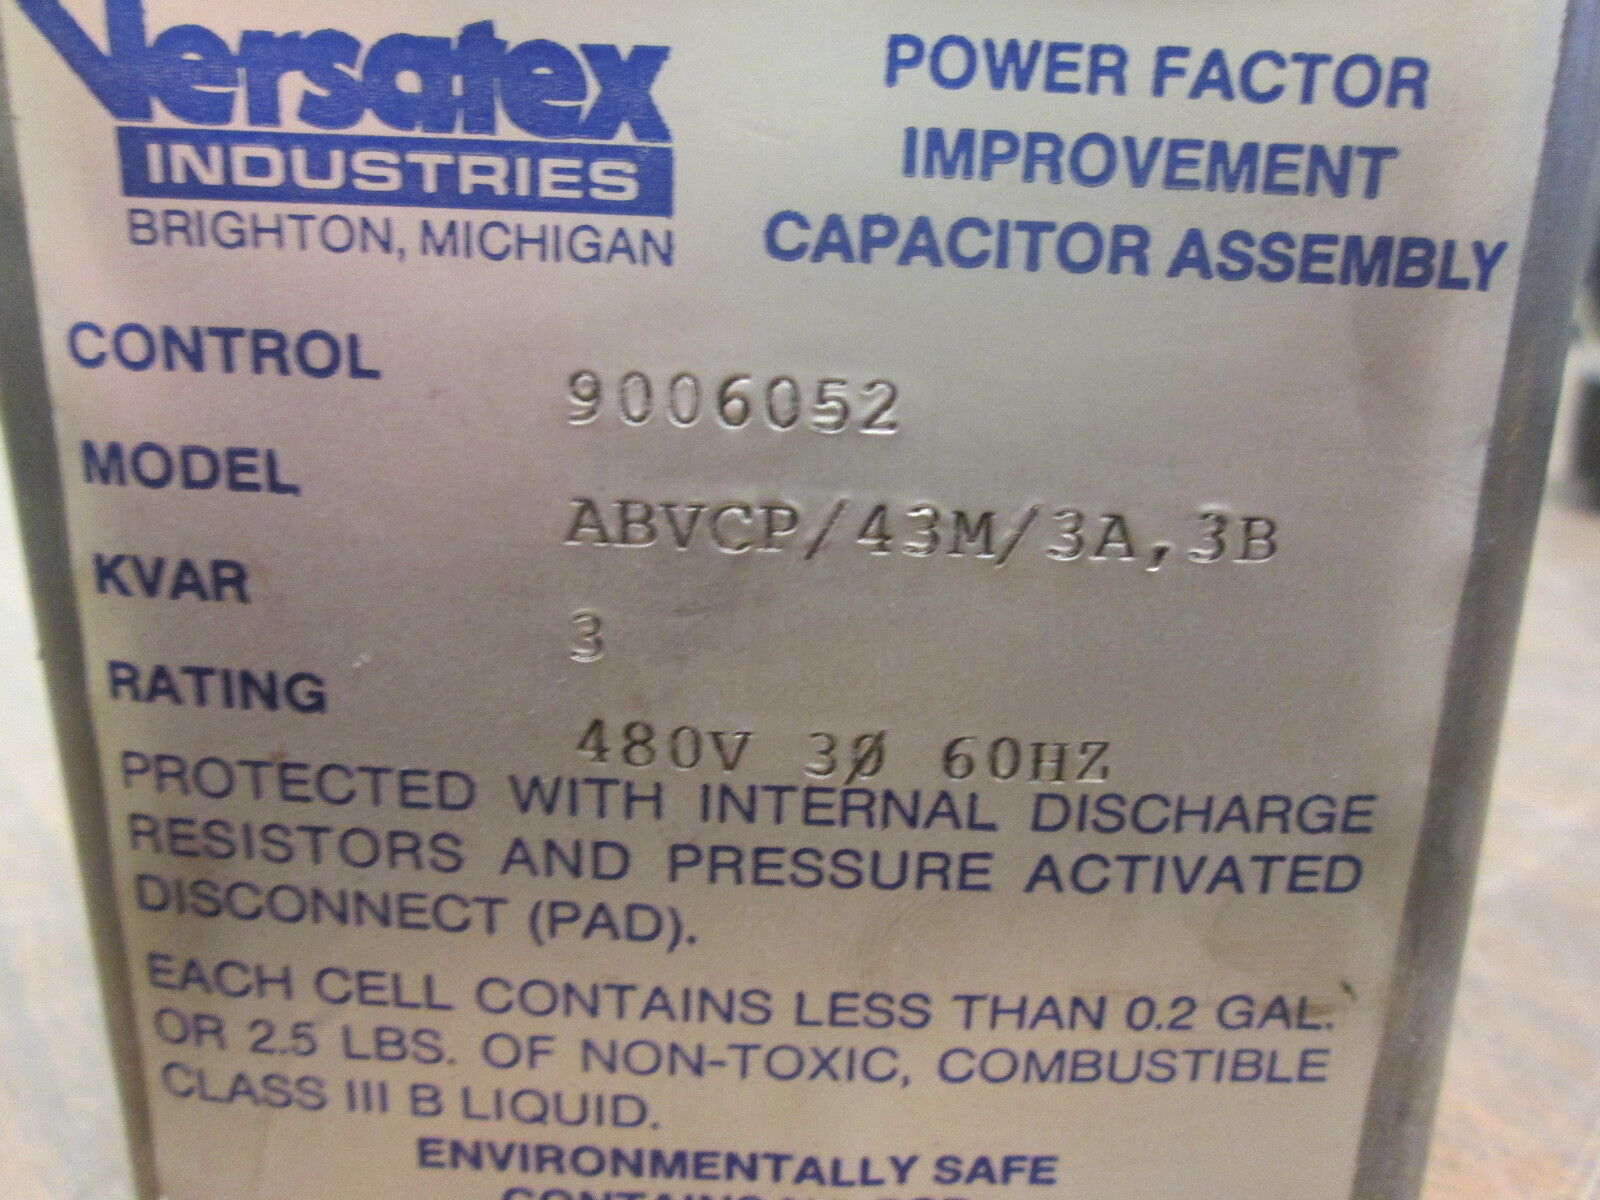 Versatex
INDUSTRIES
BRIGHTON, MICHIGAN
POWER FACTOR
IMPROVEMENT
CAPACITOR ASSEMBLY
CONTROL 9006052
MODEL ABVCP/43M/3A,3B
KVAR 3
RATING 480V 3Ø 60HZ
PROTECTED WITH INTERNAL DISCHARGE
RESISTORS AND PRESSURE ACTIVATED
DISCONNECT (PAD).
EACH CELL CONTAINS LESS THAN 0.2 GAL.
OR 2.5 LBS. OF NON-TOXIC, COMBUSTIBLE
CLASS III B LIQUID.
ENVIRONMENTALLY SAFE